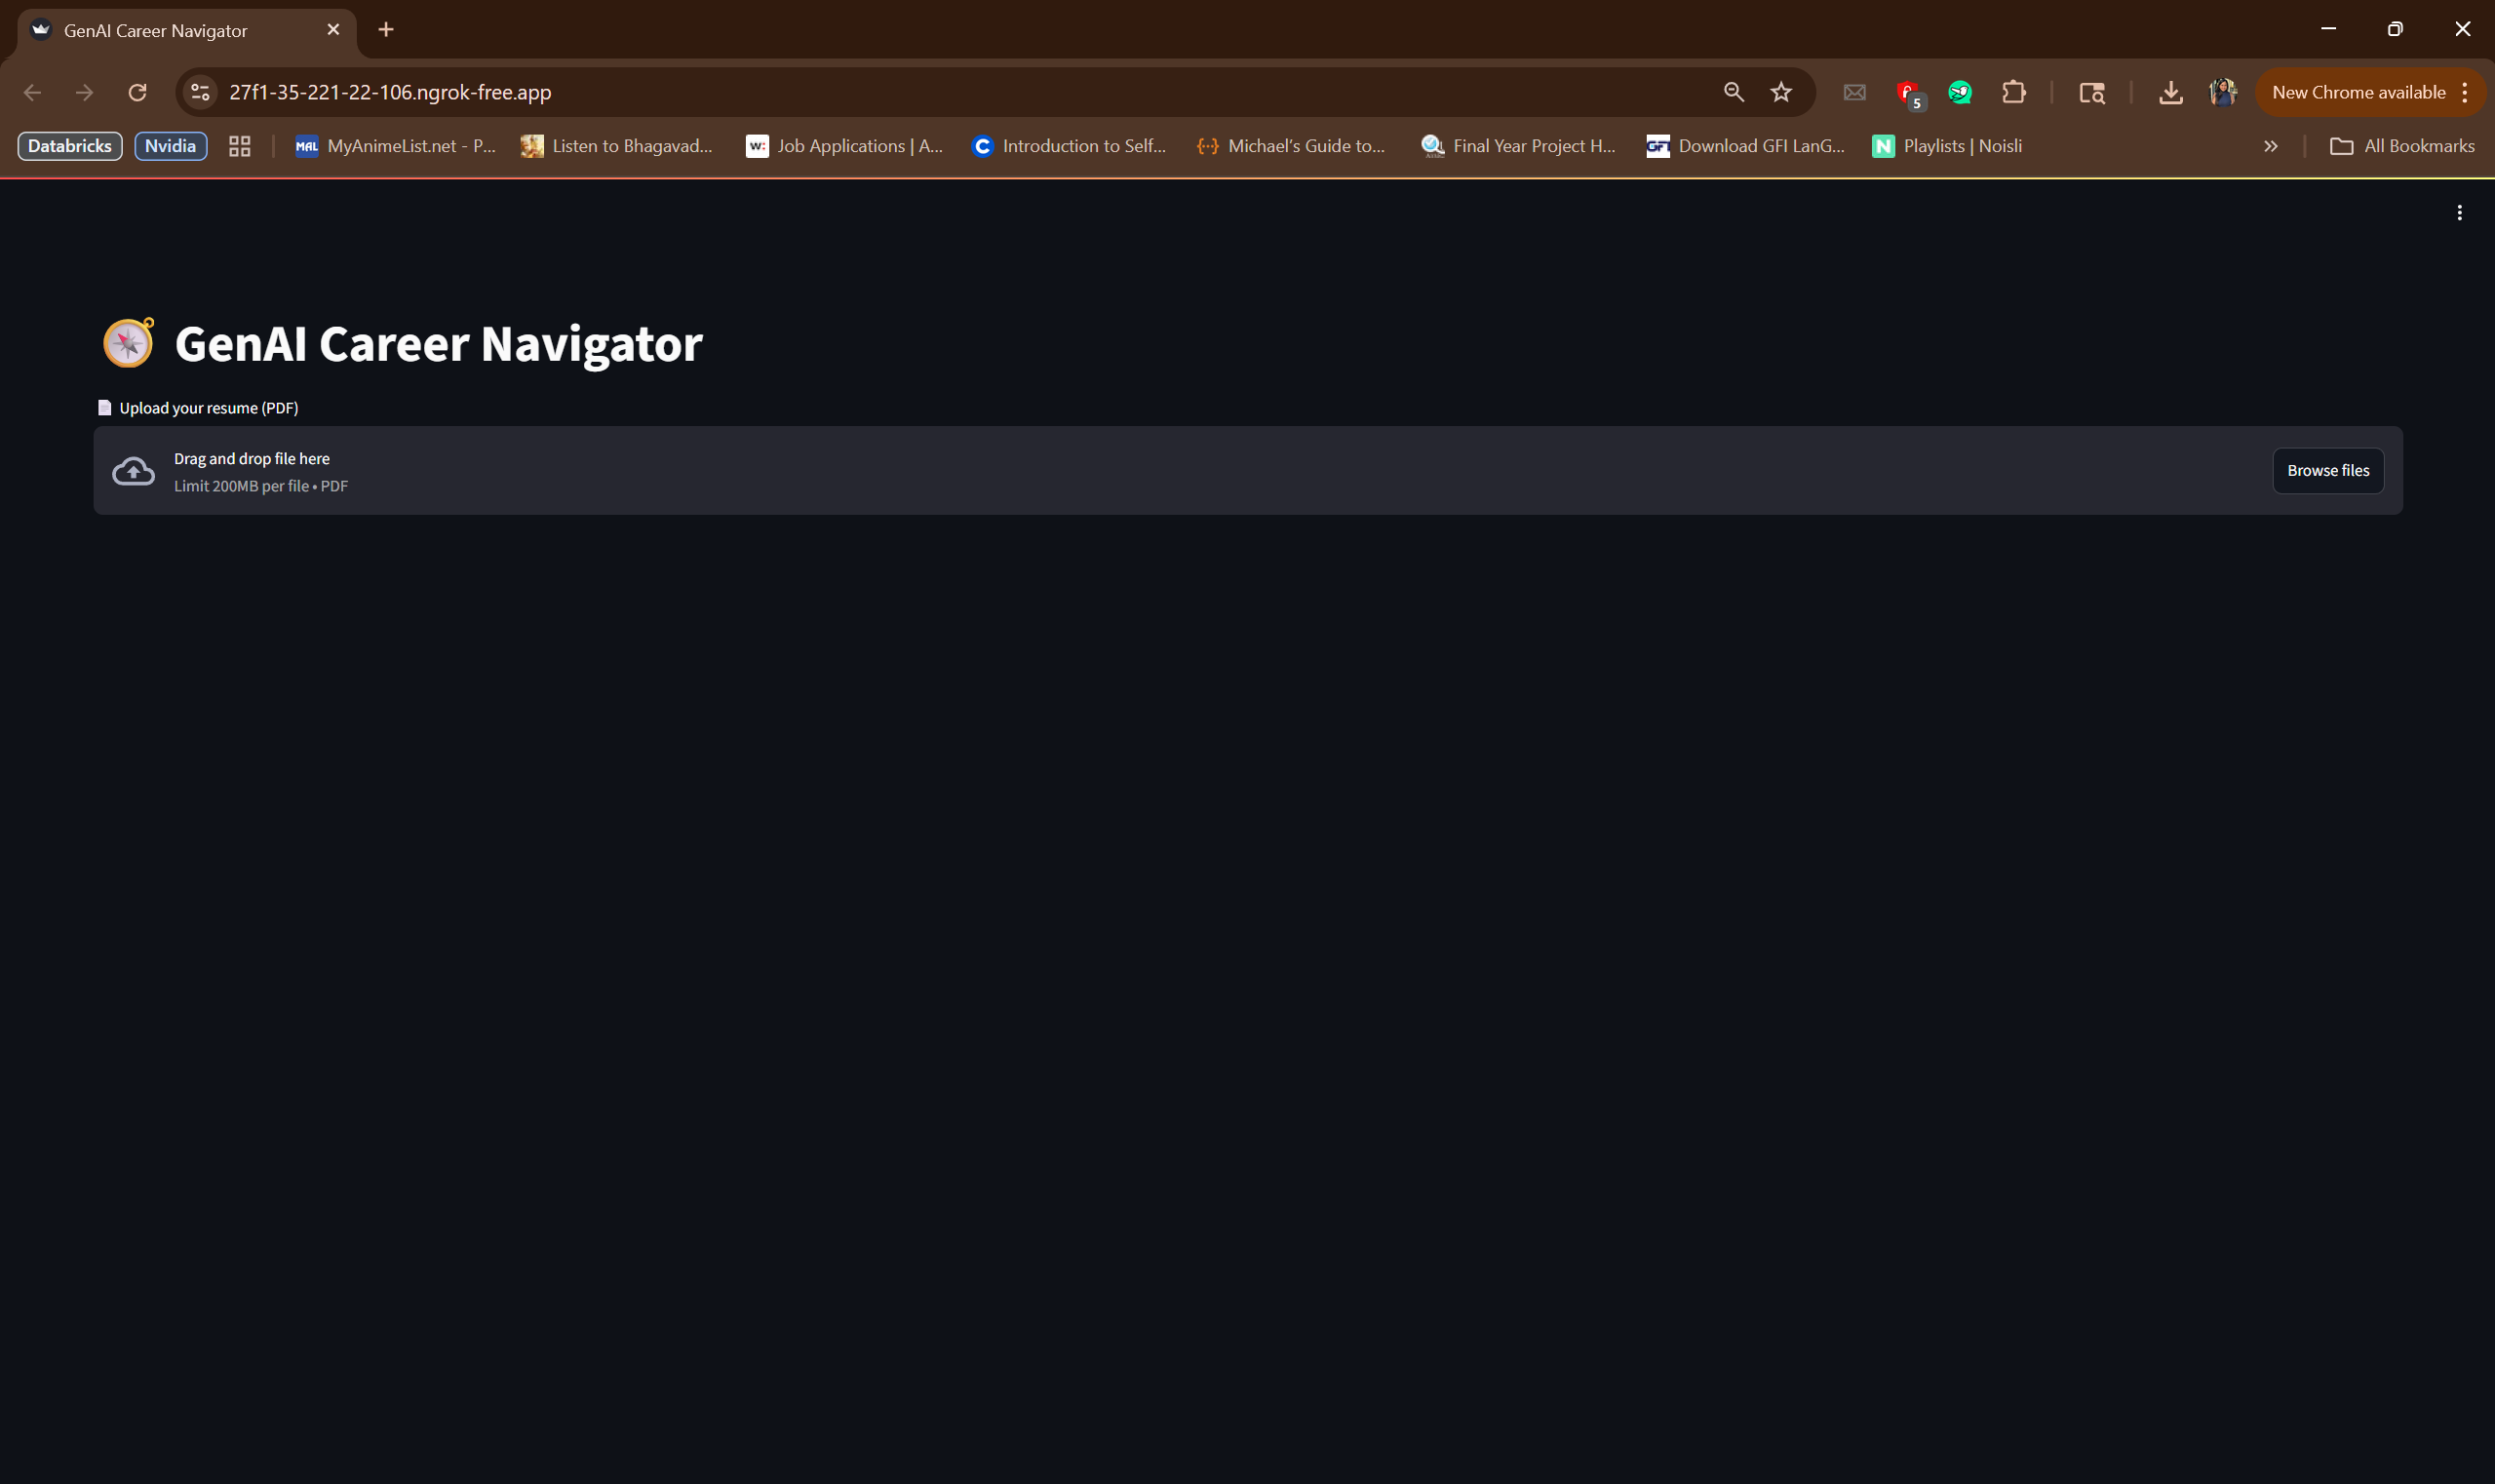 GenAI Career Navigator
27f1-35-221-22-106.ngrok-free.app
5
New Chrome available
Databricks
Nvidia
MAL
MyAnimeList.net - P...
Listen to Bhagavad...
w:
Job Applications | A...
C
Introduction to Self...
{··}
Michael's Guide to...
Final Year Project H...
GFI
Download GFI LanG...
N
Playlists | Noisli
»
All Bookmarks
GenAI Career Navigator
Upload your resume (PDF)
Drag and drop file here
Limit 200MB per file • PDF
Browse files